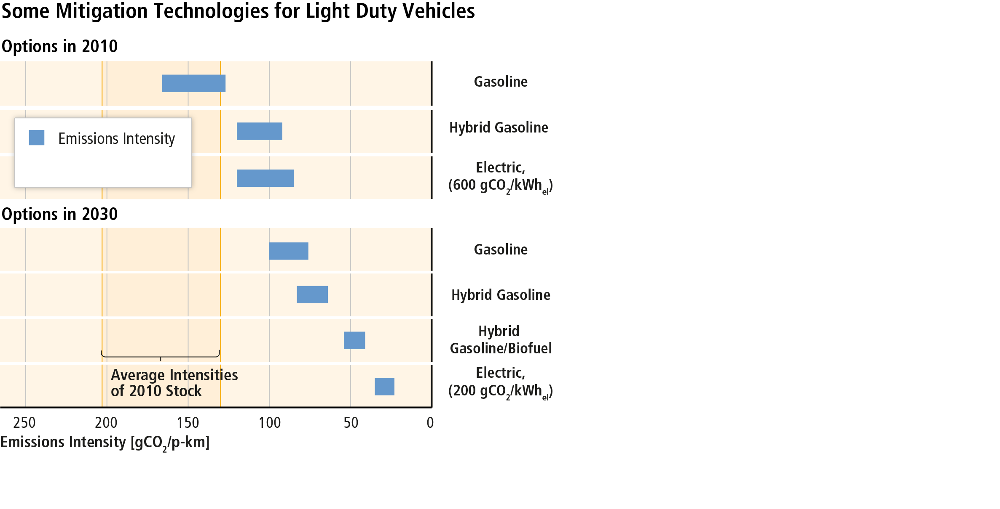 Some Mitigation Technologies for Light Duty Vehicles
Options in 2010
Gasoline
Hybrid Gasoline
Emissions Intensity
Electric,
(600 gCO₂/kWhₑₗ)
Options in 2030
Gasoline
Hybrid Gasoline
Hybrid
Gasoline/Biofuel
Average Intensities
of 2010 Stock
Electric,
(200 gCO₂/kWhₑₗ)
250 200 150 100 50 0
Emissions Intensity [gCO₂/p-km]